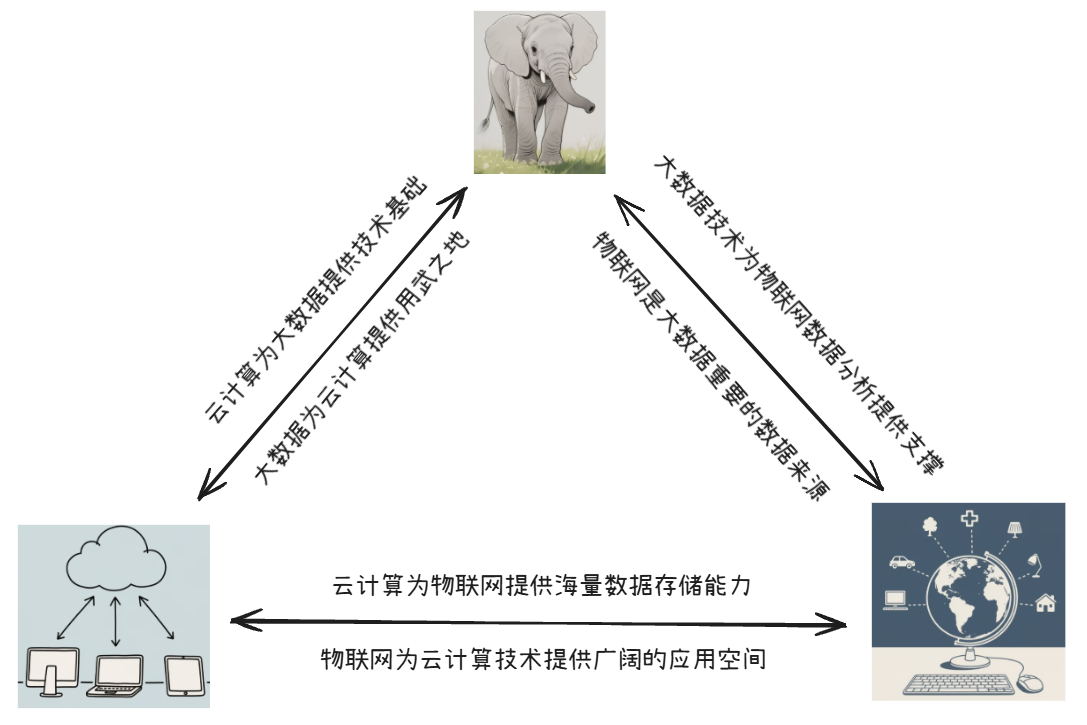 云计算为大数据提供技术基础
大数据为云计算提供用武之地
大数据技术为物联网数据分析提供支撑
物联网是大数据重要的数据来源
云计算为物联网提供海量数据存储能力
物联网为云计算技术提供广阔的应用空间